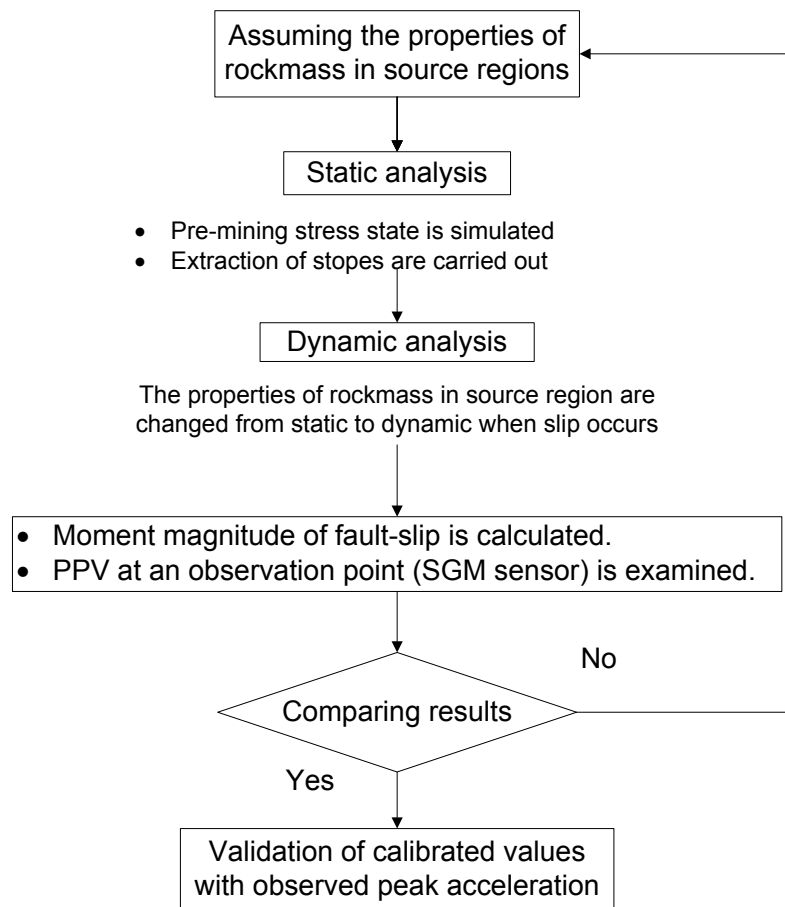 Assuming the properties of
rockmass in source regions
Static analysis
• Pre-mining stress state is simulated
• Extraction of stopes are carried out
Dynamic analysis
The properties of rockmass in source region are
changed from static to dynamic when slip occurs
• Moment magnitude of fault-slip is calculated.
• PPV at an observation point (SGM sensor) is examined.
No
Comparing results
Yes
Validation of calibrated values
with observed peak acceleration